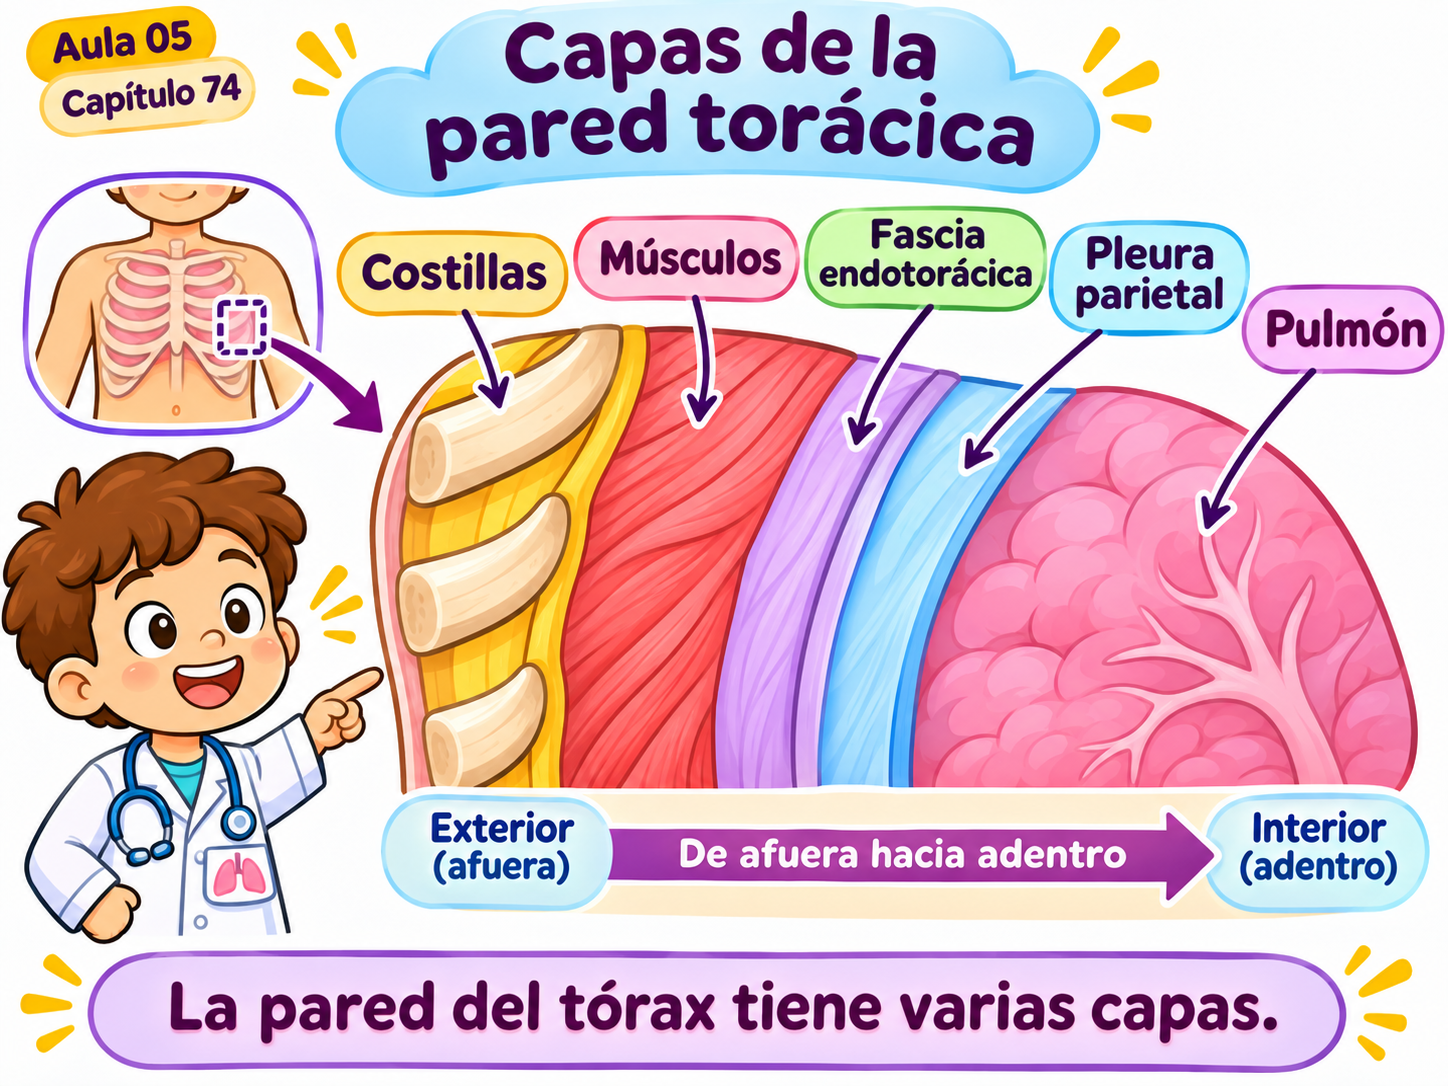 Aula 05
Capítulo 74
Capas de la
pared torácica
Costillas
Músculos
Fascia
endotorácica
Pleura
parietal
Pulmón
Exterior
(afuera)
De afuera hacia adentro
Interior
(adentro)
La pared del tórax tiene varias capas.